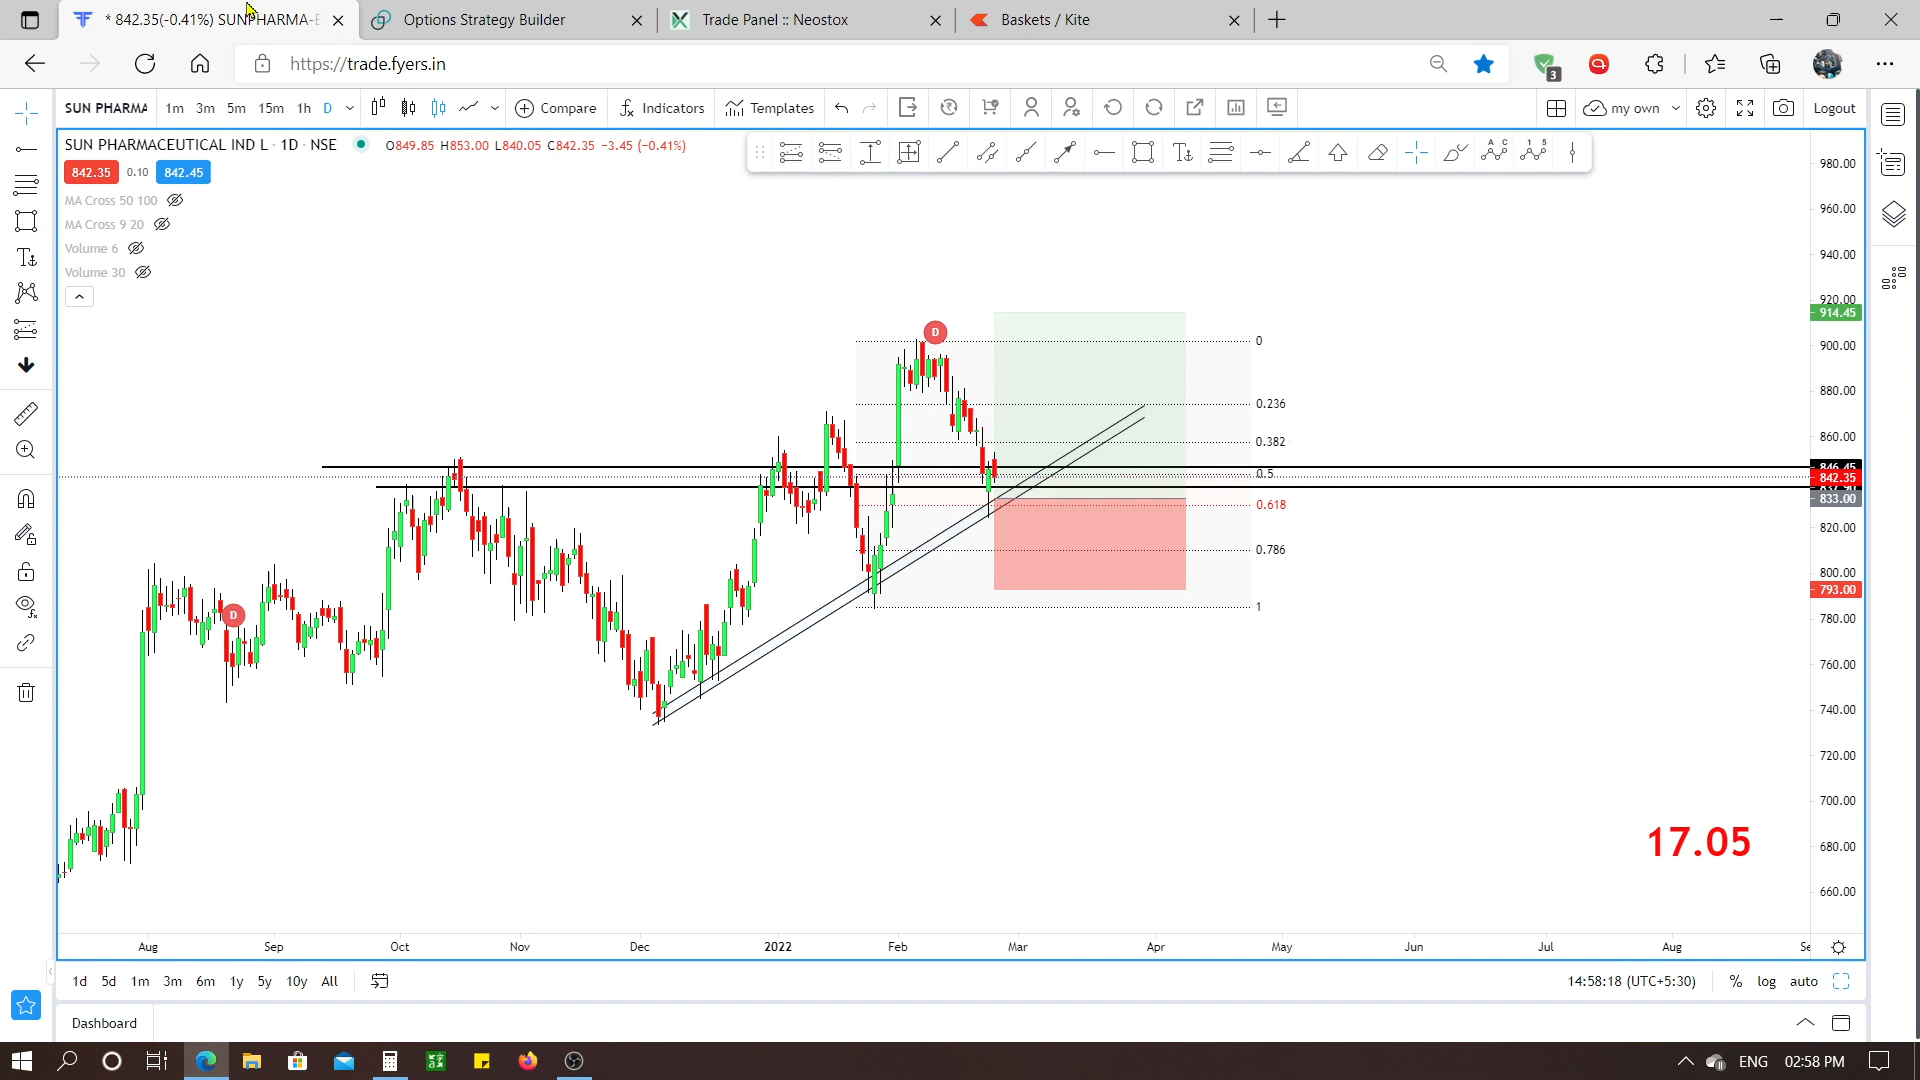 * 842.35(-0.41%) SUNPHARMA-E
Options Strategy Builder
Trade Panel :: Neostox
Baskets / Kite
https://trade.fyers.in
3
SUN PHARMA
1m 3m 5m 15m 1h D
Compare
Indicators
Templates
my own
Logout
SUN PHARMACEUTICAL IND L · 1D · NSE
O849.85 H853.00 L840.05 C842.35 -3.45 (-0.41%)
842.35 0.10 842.45
MA Cross 50 100
MA Cross 9 20
Volume 6
Volume 30
A C
1 5
D
D
0
0.236
0.382
0.5
0.618
0.786
1
980.00
960.00
940.00
920.00
914.45
900.00
880.00
860.00
846.45
842.35
833.00
820.00
800.00
793.00
780.00
760.00
740.00
720.00
700.00
680.00
660.00
17.05
Aug Sep Oct Nov Dec 2022 Feb Mar Apr May Jun Jul Aug
1d 5d 1m 3m 6m 1y 5y 10y All
14:58:18 (UTC+5:30) % log auto
Dashboard
ENG 02:58 PM